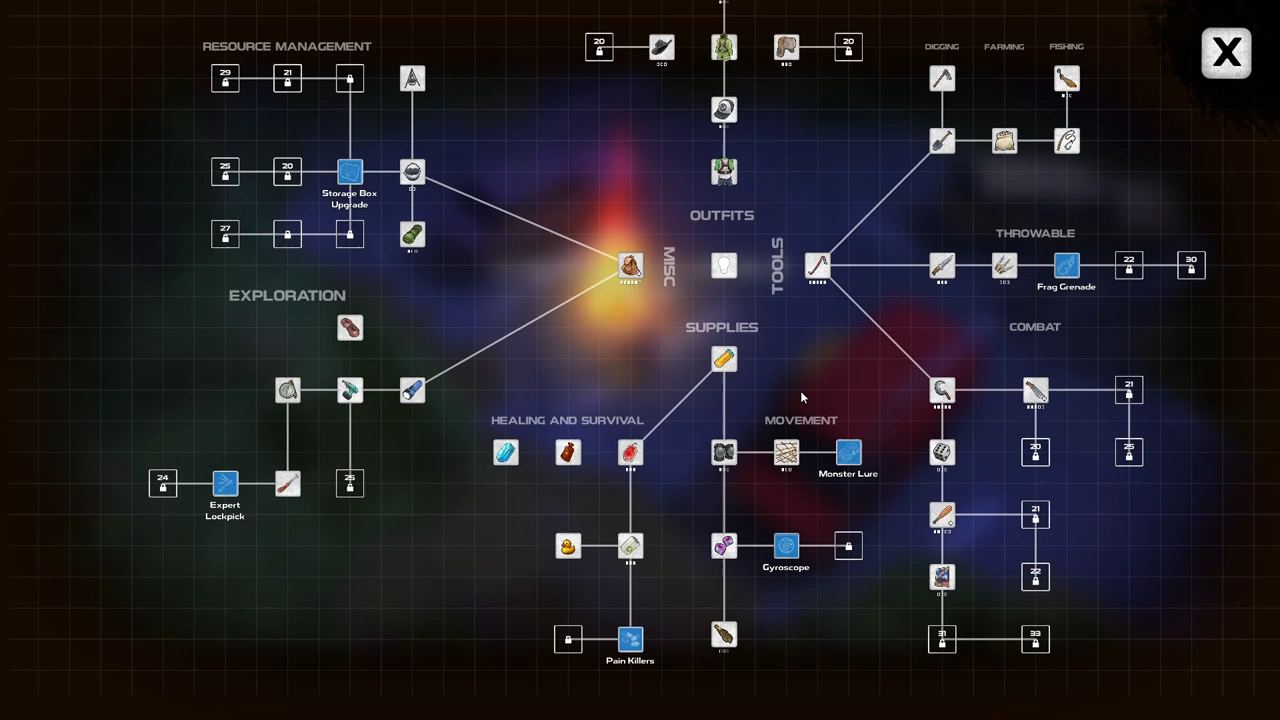 20
20
RESOURCE MANAGEMENT
DIGGING
FARMING
FISHING
X
29
21
25
20
Storage Box
Upgrade
27
OUTFITS
MISC
TOOLS
THROWABLE
Frag Grenade
22
30
EXPLORATION
SUPPLIES
COMBAT
21
HEALING AND SURVIVAL
MOVEMENT
20
25
Monster Lure
24
25
Expert
Lockpick
21
Gyroscope
22
31
33
Pain Killers